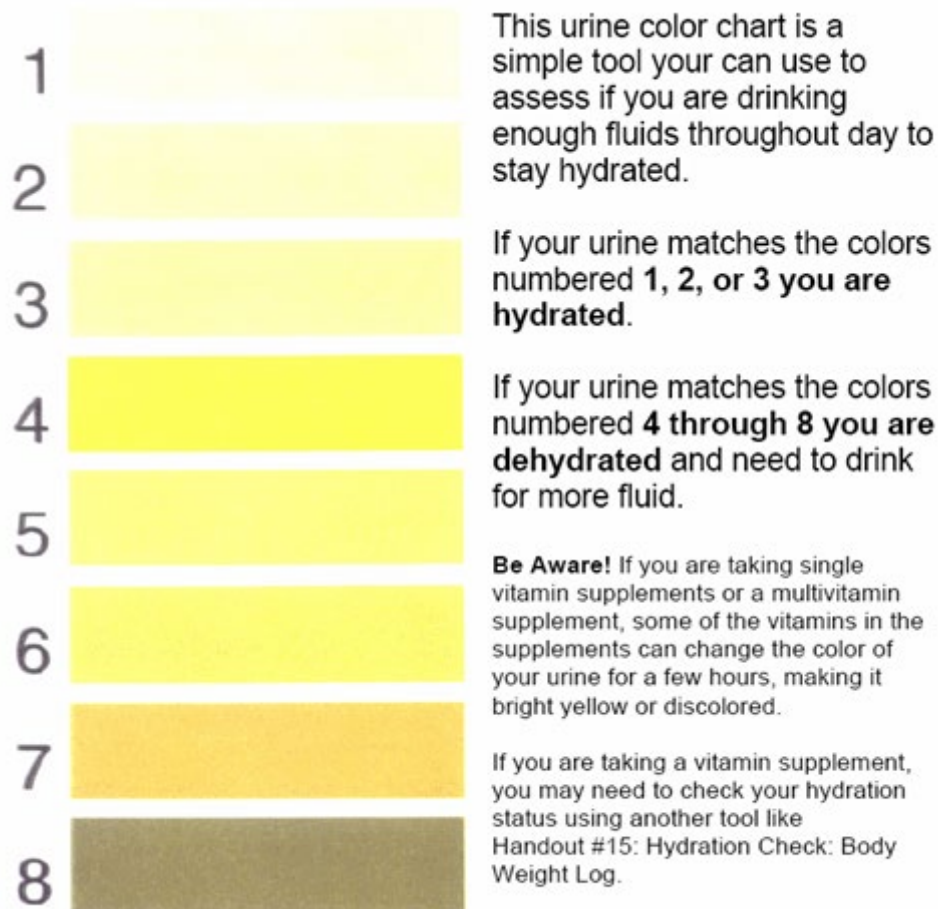 1
2
3
4
5
6
7
8
This urine color chart is a
simple tool your can use to
assess if you are drinking
enough fluids throughout day to
stay hydrated.
If your urine matches the colors
numbered 1, 2, or 3 you are
hydrated.
If your urine matches the colors
numbered 4 through 8 you are
dehydrated and need to drink
for more fluid.
Be Aware! If you are taking single
vitamin supplements or a multivitamin
supplement, some of the vitamins in the
supplements can change the color of
your urine for a few hours, making it
bright yellow or discolored.
If you are taking a vitamin supplement,
you may need to check your hydration
status using another tool like
Handout #15: Hydration Check: Body
Weight Log.